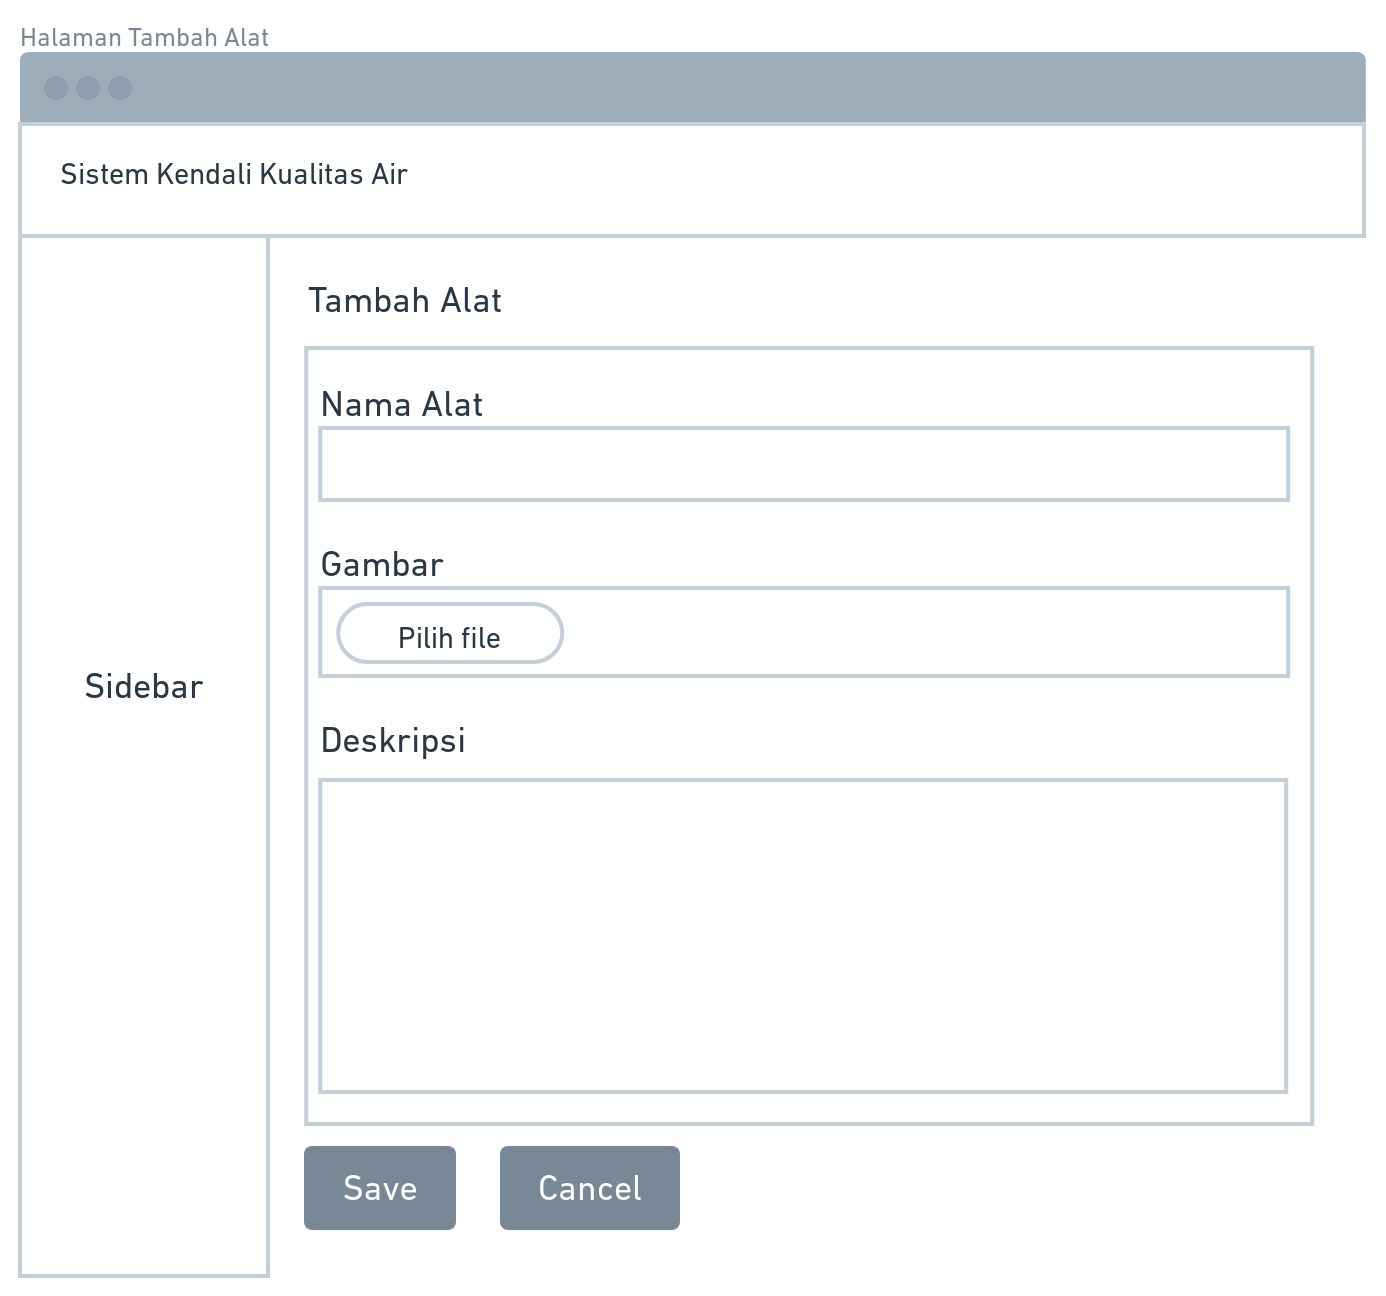 Halaman Tambah Alat
Sistem Kendali Kualitas Air
Sidebar
Tambah Alat
Nama Alat
Gambar
Pilih file
Deskripsi
Save
Cancel